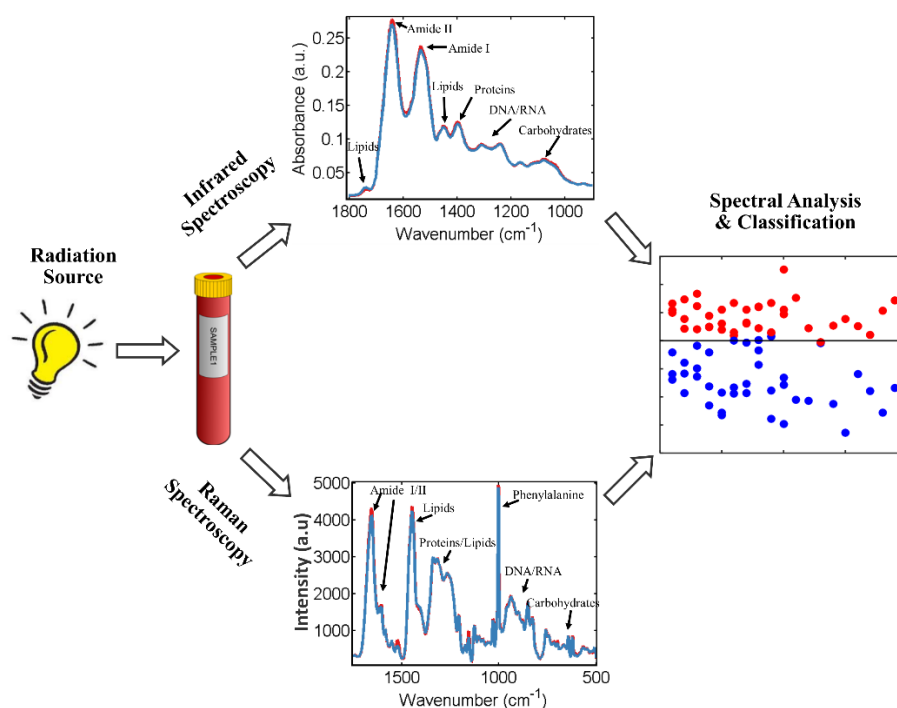 Amide II
Amide I
Lipids
Proteins
DNA/RNA
Carbohydrates
Lipids
Absorbance (a.u.)
0.25
0.2
0.15
0.1
0.05
1800
1600
1400
1200
1000
Wavenumber (cm-1)
Infrared
Spectroscopy
Radiation
Source
SAMPLE1
Raman
Spectroscopy
Spectral Analysis
& Classification
5000
4000
3000
2000
1000
Intensity (a.u)
Amide I/II
Lipids
Proteins/Lipids
Phenylalanine
DNA/RNA
Carbohydrates
1500
1000
500
Wavenumber (cm-1)